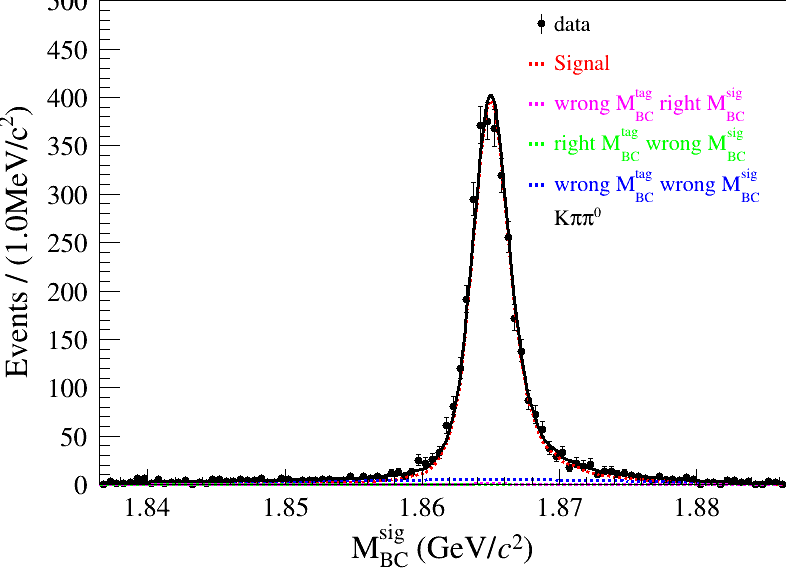 500
450
400
350
300
250
200
150
100
50
0
Events / (1.0MeV/c²)
data
Signal
wrong M^tag_BC right M^sig_BC
right M^tag_BC wrong M^sig_BC
wrong M^tag_BC wrong M^sig_BC
Kππ⁰
1.84 1.85 1.86 1.87 1.88
M^sig_BC (GeV/c²)